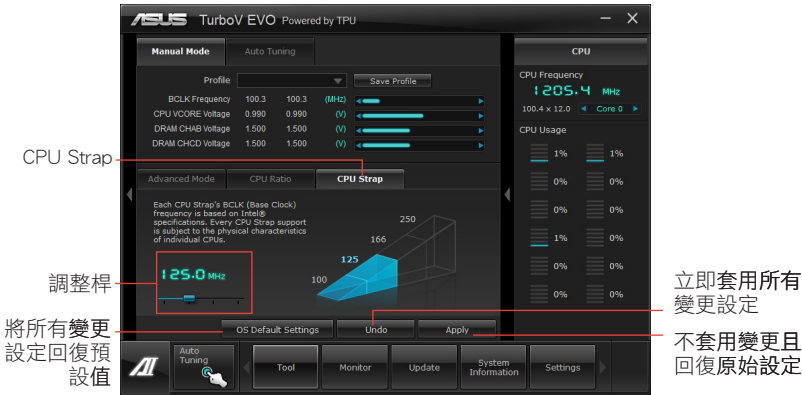 ASUS TurboV EVO Powered by TPU
Manual Mode Auto Tuning
Profile Save Profile
BCLK Frequency 100.3 100.3 (MHz)
CPU VCORE Voltage 0.990 0.990 (V)
DRAM CHAB Voltage 1.500 1.500 (V)
DRAM CHCD Voltage 1.500 1.500 (V)
CPU Strap
Advanced Mode CPU Ratio CPU Strap
Each CPU Strap's BCLK (Base Clock)
frequency is based on Intel®
specifications. Every CPU Strap support
is subject to the physical characteristics
of individual CPUs.
250
166
125
100
調整桿
125.0 MHz
將所有變更
設定回復預
設值
OS Default Settings Undo Apply
CPU
CPU Frequency
1205.4 MHz
100.4 x 12.0 Core 0
CPU Usage
1% 1%
0% 0%
0% 0%
1% 0%
0% 0%
0% 0%
立即套用所有
變更設定
不套用變更且
回復原始設定
Auto
Tuning
Tool
Monitor
Update
System
Information
Settings